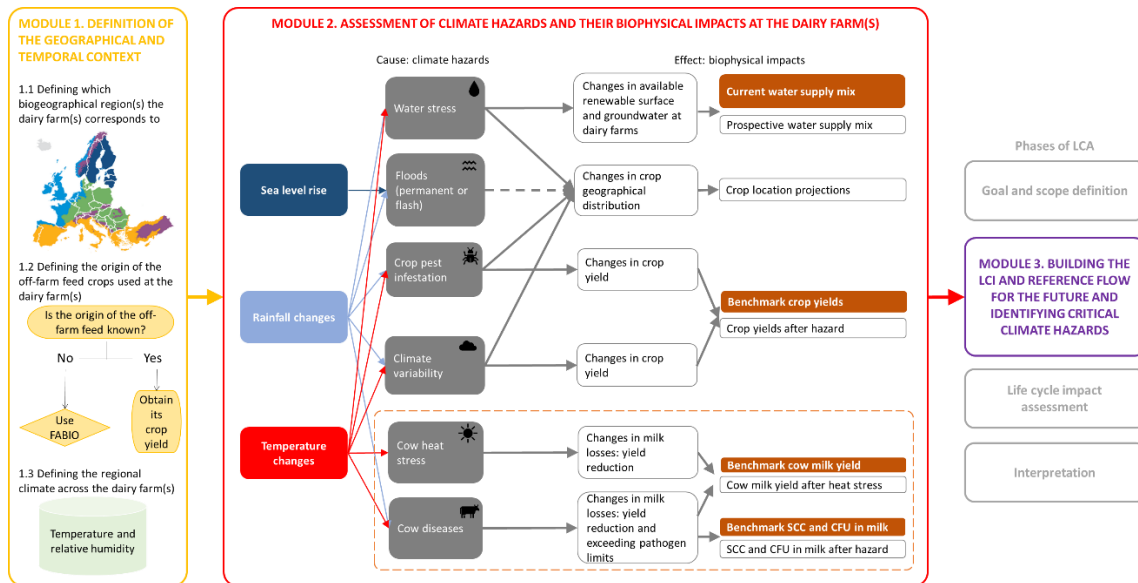 MODULE 1. DEFINITION OF
THE GEOGRAPHICAL AND
TEMPORAL CONTEXT
1.1 Defining which
biogeographical region(s) the
dairy farm(s) corresponds to
1.2 Defining the origin of the
off-farm feed crops used at the
dairy farm(s)
Is the origin of the off-
farm feed known?
No
Yes
Use
FABIO
Obtain
its
crop
yield
1.3 Defining the regional
climate across the dairy farm(s)
Temperature and
relative humidity
MODULE 2. ASSESSMENT OF CLIMATE HAZARDS AND THEIR BIOPHYSICAL IMPACTS AT THE DAIRY FARM(S)
Cause: climate hazards
Effect: biophysical impacts
Sea level rise
Rainfall changes
Temperature
changes
Water stress
Floods
(permanent or
flash)
Crop pest
infestation
Climate
variability
Cow heat
stress
Cow diseases
Changes in available
renewable surface
and groundwater at
dairy farms
Changes in crop
geographical
distribution
Changes in crop yield
Changes in crop
yield
Changes in milk
losses: yield
reduction
Changes in milk
losses: yield
reduction and
exceeding pathogen
limits
Current water supply mix
Prospective water supply mix
Crop location projections
Benchmark crop yields
Crop yields after hazard
Benchmark cow milk yield
Cow milk yield after heat stress
Benchmark SCC and CFU in milk
SCC and CFU in milk after hazard
Phases of LCA
Goal and scope definition
MODULE 3. BUILDING THE
LCI AND REFERENCE FLOW
FOR THE FUTURE AND
IDENTIFYING CRITICAL
CLIMATE HAZARDS
Life cycle impact
assessment
Interpretation